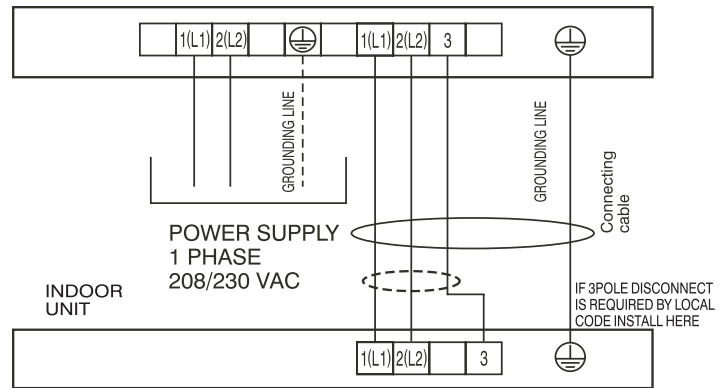 1(L1) 2(L2) 1(L1) 2(L2) 3
GROUNDING LINE
GROUNDING LINE
Connecting
cable
POWER SUPPLY
1 PHASE
208/230 VAC
INDOOR
UNIT
IF 3POLE DISCONNECT
IS REQUIRED BY LOCAL
CODE INSTALL HERE
1(L1) 2(L2) 3